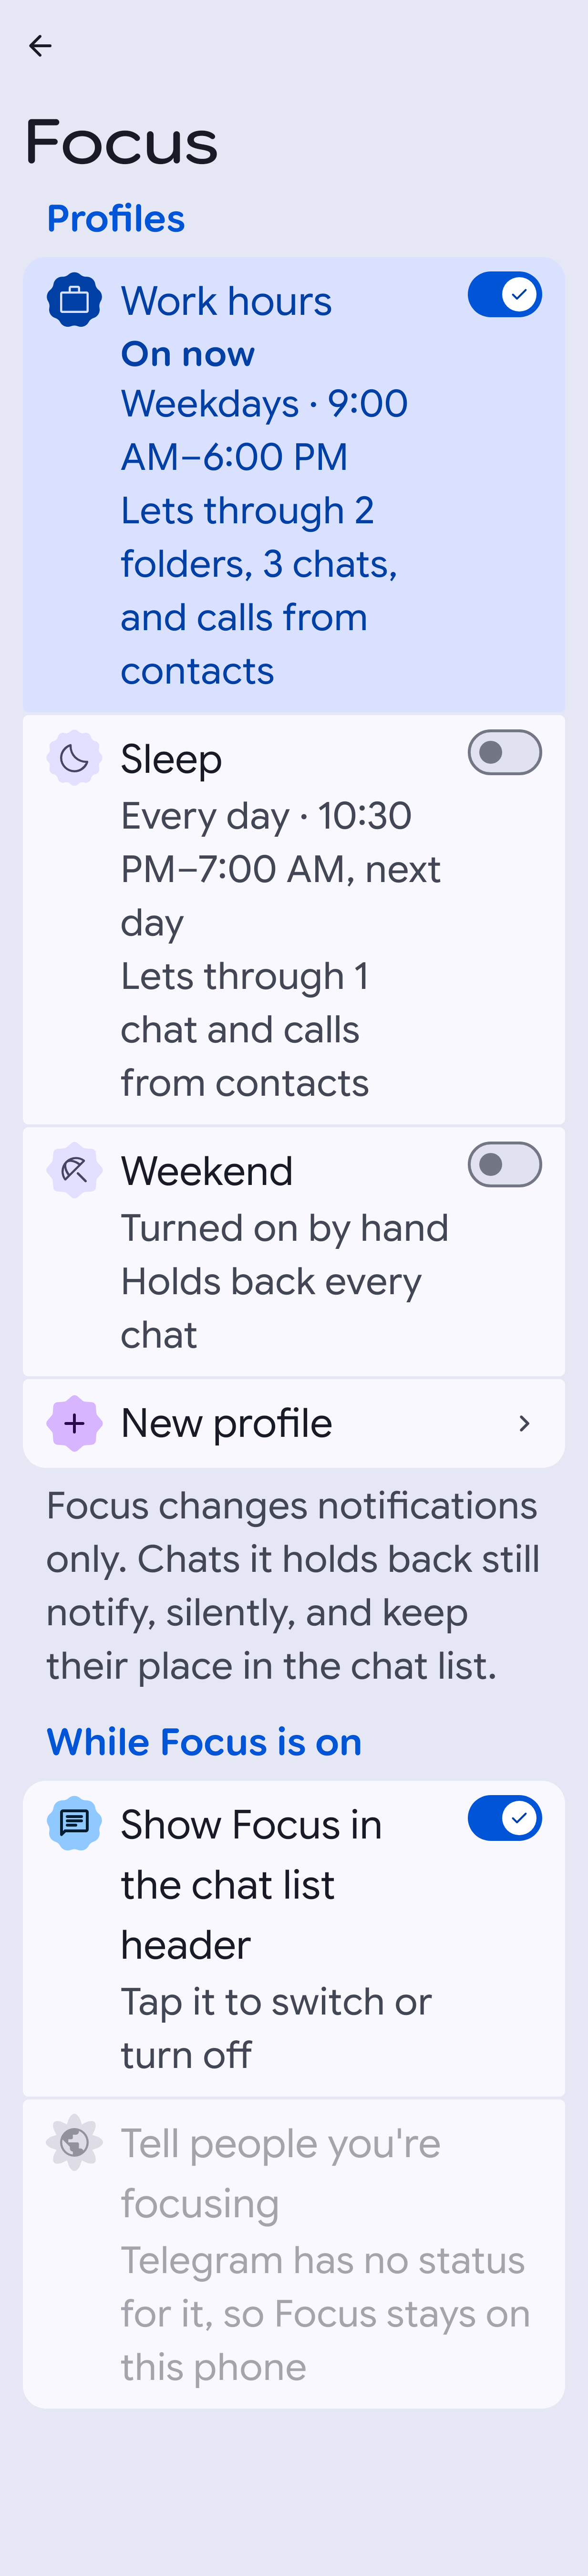 Focus
Profiles
Work hours
On now
Weekdays · 9:00
AM–6:00 PM
Lets through 2
folders, 3 chats,
and calls from
contacts
Sleep
Every day · 10:30
PM–7:00 AM, next
day
Lets through 1
chat and calls
from contacts
Weekend
Turned on by hand
Holds back every
chat
New profile
Focus changes notifications
only. Chats it holds back still
notify, silently, and keep
their place in the chat list.
While Focus is on
Show Focus in
the chat list
header
Tap it to switch or
turn off
Tell people you're
focusing
Telegram has no status
for it, so Focus stays on
this phone